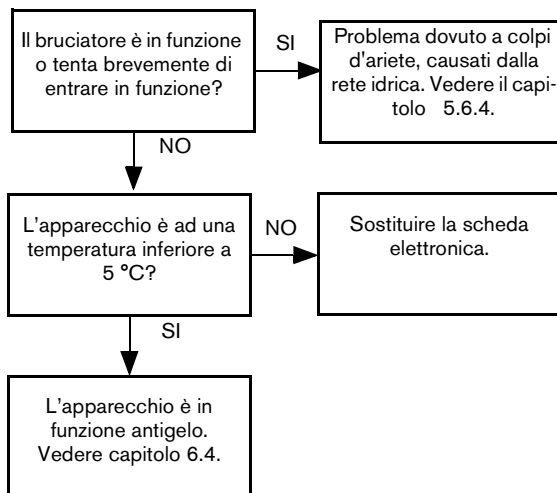 Il bruciatore è in funzione
o tenta brevemente di
entrare in funzione?
SI
Problema dovuto a colpi
d'ariete, causati dalla
rete idrica. Vedere il capi-
tolo 5.6.4.
NO
L'apparecchio è ad una
temperatura inferiore a
5 °C?
NO
Sostituire la scheda
elettronica.
SI
L'apparecchio è in
funzione antigelo.
Vedere capitolo 6.4.